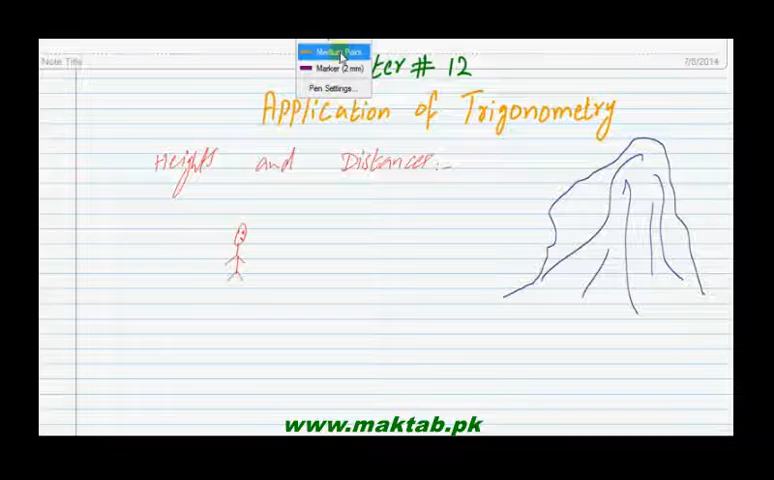 Medium Point
Marker (2 mm)
Pen Settings...
ter # 12
Note Title
7/5/2014
Application of Trigonometry
Heights and Distances:-
www.maktab.pk